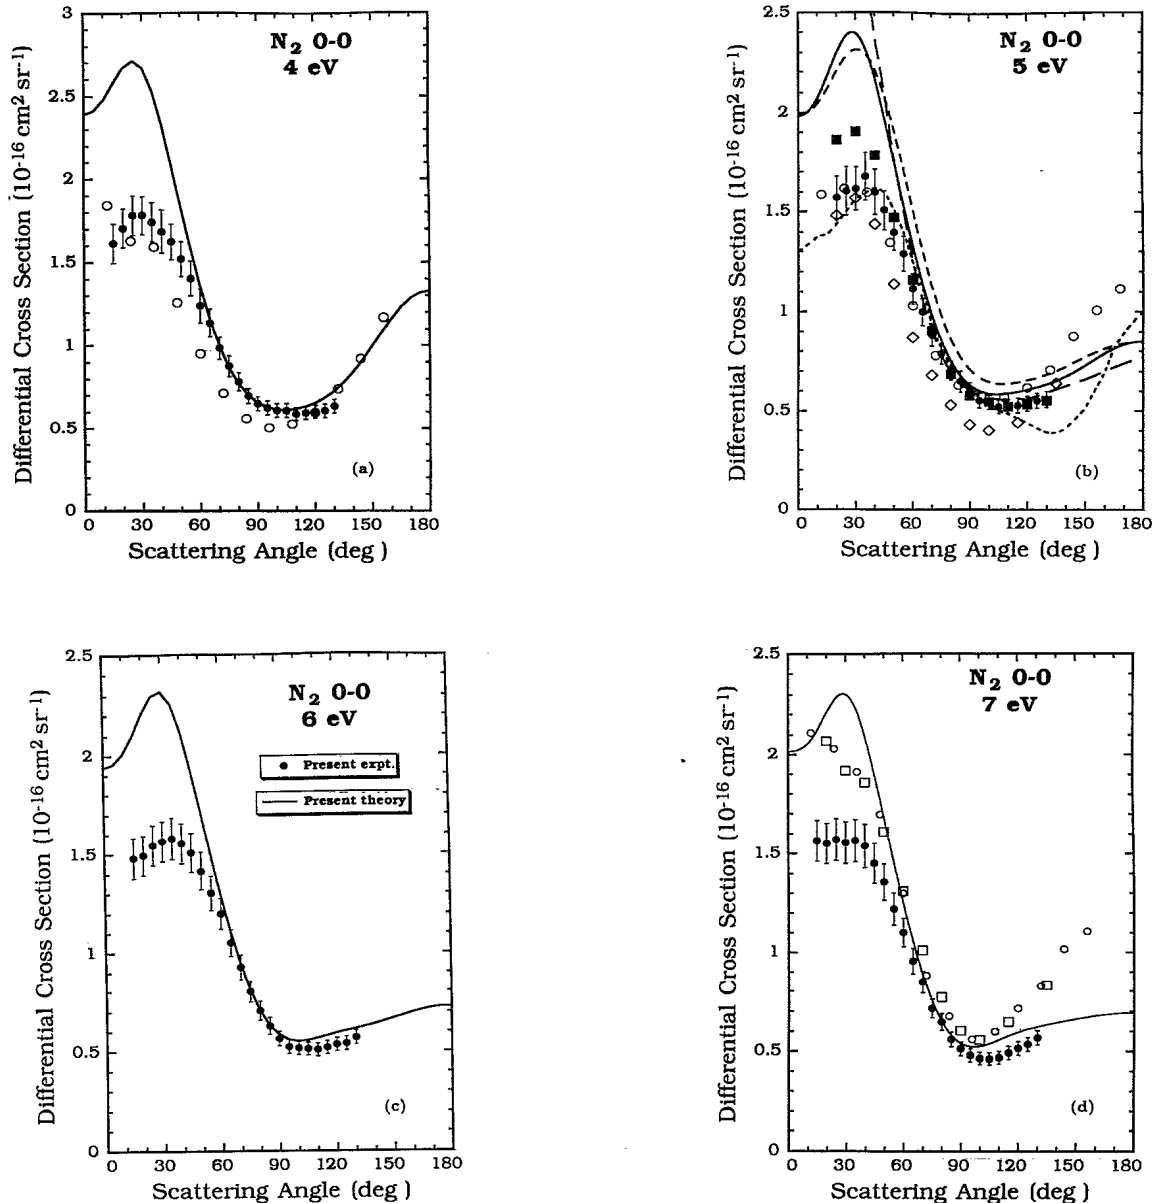 3
2.5
2
1.5
1
0.5
0
Differential Cross Section (10-16 cm2 sr-1)
N2 0-0
4 eV
(a)
0 30 60 90 120 150 180
Scattering Angle (deg )
2.5
2
1.5
1
0.5
0
Differential Cross Section (10-16 cm2 sr-1)
N2 0-0
5 eV
(b)
0 30 60 90 120 150 180
Scattering Angle (deg )
2.5
2
1.5
1
0.5
0
Differential Cross Section (10-16 cm2 sr-1)
N2 0-0
6 eV
Present expt.
Present theory
(c)
0 30 60 90 120 150 180
Scattering Angle (deg )
2.5
2
1.5
1
0.5
0
Differential Cross Section (10-16 cm2 sr-1)
N2 0-0
7 eV
(d)
0 30 60 90 120 150 180
Scattering Angle (deg )